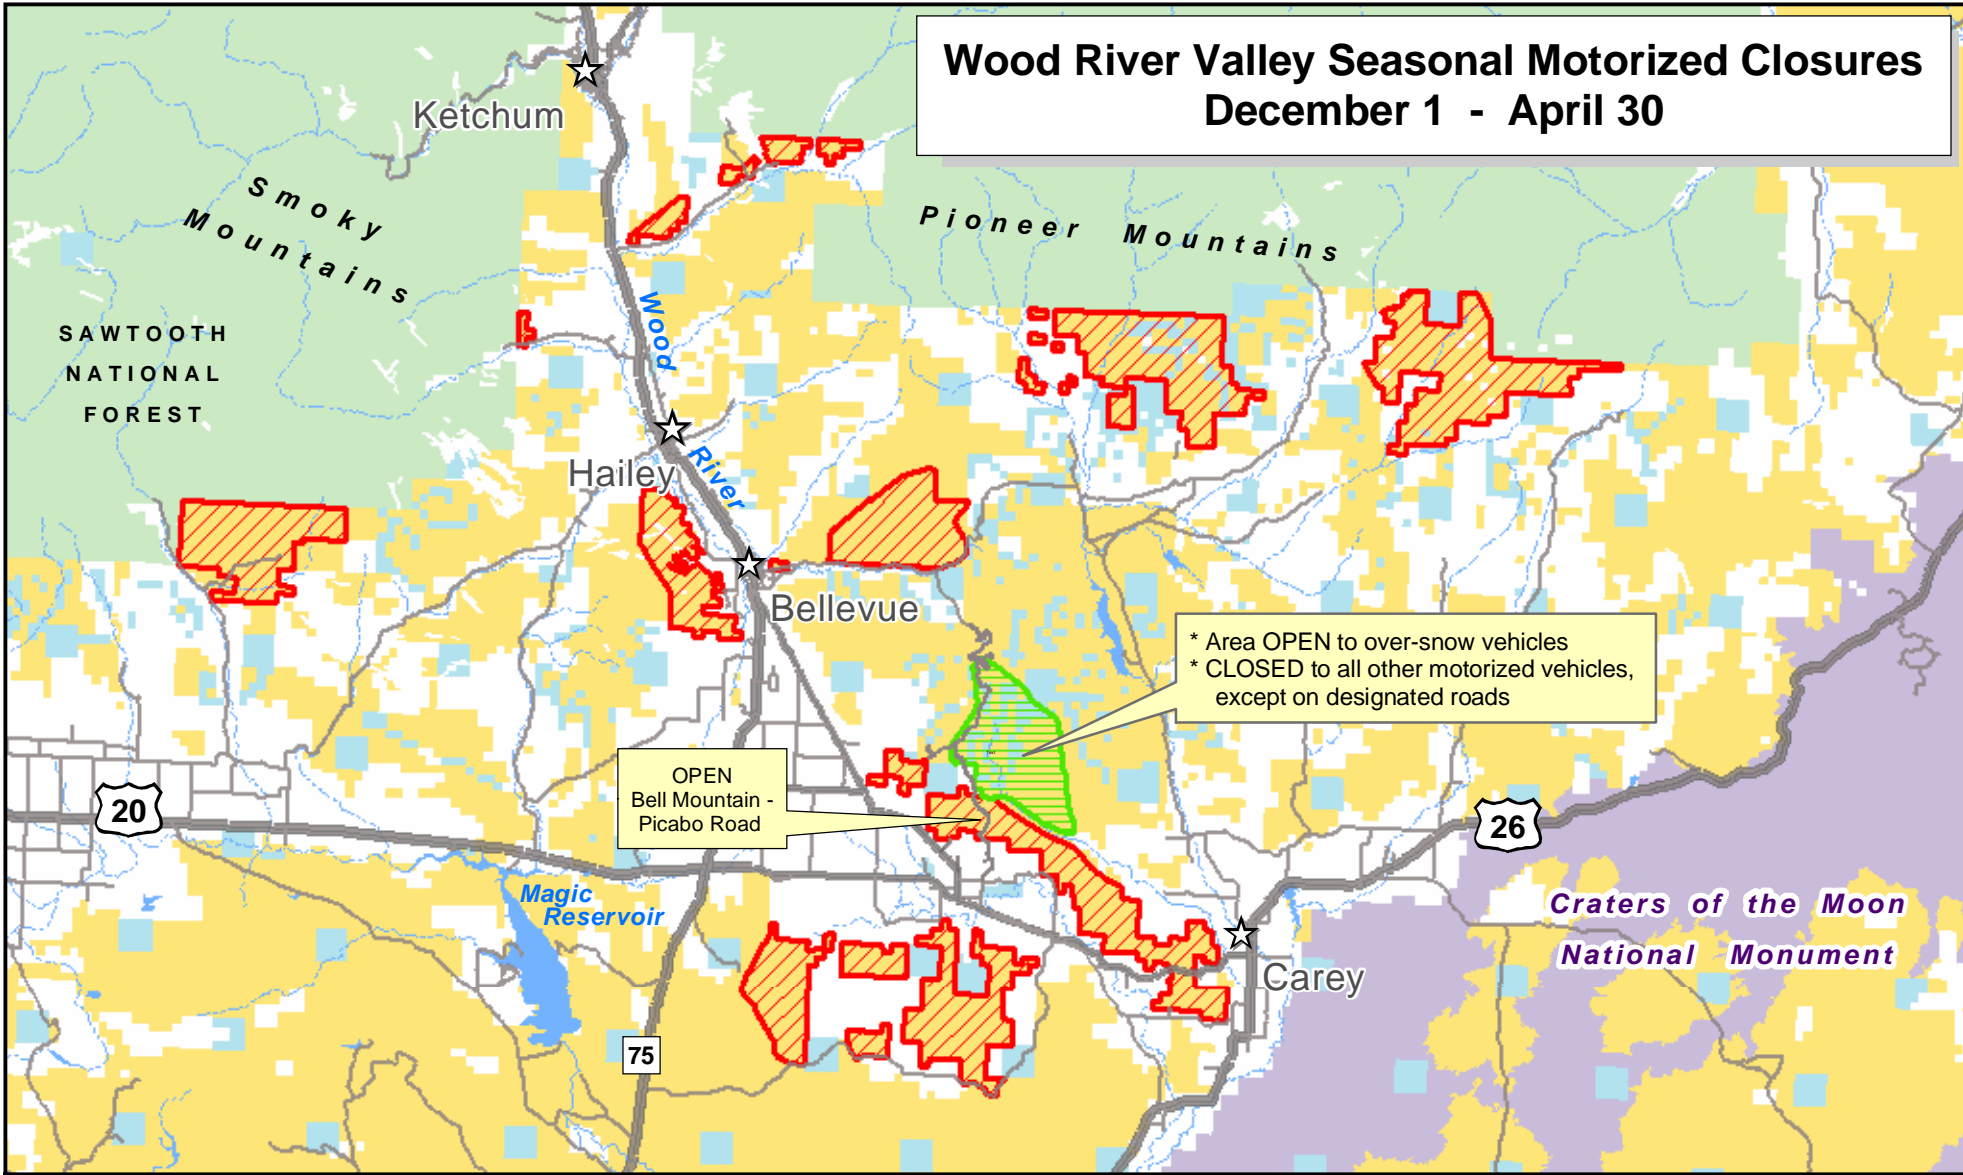 Wood River Valley Seasonal Motorized Closures
December 1 - April 30
Ketchum
Smoky
Mountains
Pioneer Mountains
SAWTOOTH
NATIONAL
FOREST
Wood
River
Hailey
Bellevue
* Area OPEN to over-snow vehicles
* CLOSED to all other motorized vehicles,
except on designated roads
OPEN
Bell Mountain -
Picabo Road
20
26
Magic
Reservoir
Craters of the Moon
National Monument
Carey
75